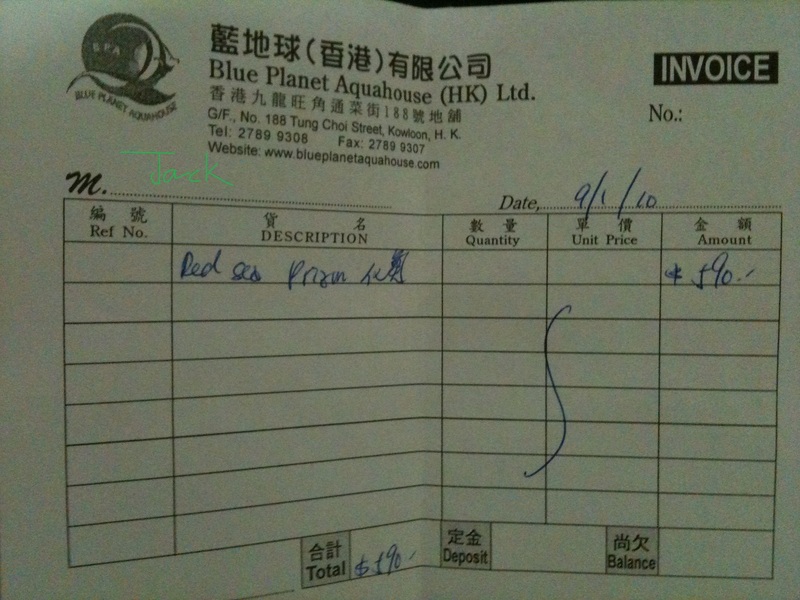 B.P.A
BLUE PLANET AQUAHOUSE
藍地球(香港)有限公司
Blue Planet Aquahouse (HK) Ltd.
香港九龍旺角通菜街188號地舖
G/F., No. 188 Tung Choi Street, Kowloon, H. K.
Tel: 2789 9308 Fax: 2789 9307
Website: www.blueplanetaquahouse.com
INVOICE
No.:
M. Jack
Date, 9/1/10
編號 貨名 數量 單價 金額
Ref No. DESCRIPTION Quantity Unit Price Amount
Red sea Prizm $590.-
合計 定金 尚欠
Total $590.- Deposit Balance